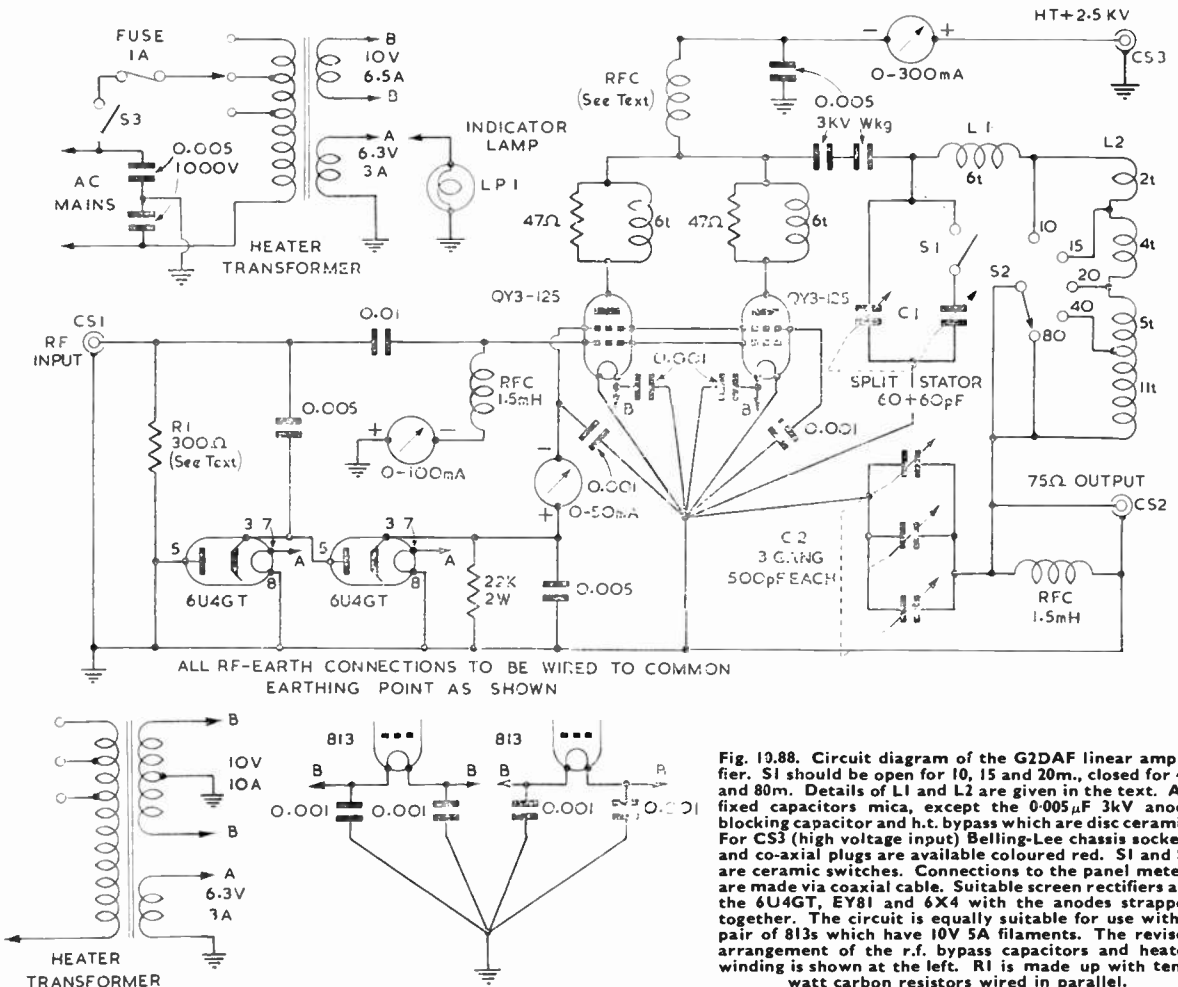 FUSE
1A
S3
0.005
1000V
AC
MAINS
HEATER
TRANSFORMER
B
10V
6.5A
B
A
6.3V
3A
INDICATOR
LAMP
LP1
HT+2.5 KV
CS3
0-300mA
RFC
(See Text)
0.005
3KV Wkg
L1
6t
L2
2t
4t
5t
11t
10
15
20
40
80
S1
S2
47Ω
6t
47Ω
6t
QY3-125
QY3-125
C1
SPLIT STATOR
60+60pF
CS1
RF
INPUT
0.01
RFC
1.5mH
0-100mA
0.005
R1
300Ω
(See Text)
0.001
B
B
0.001
0.001
0-50mA
C2
3 GANG
500pF EACH
75Ω OUTPUT
CS2
RFC
1.5mH
5
3 7
A
8
6U4GT
5
3 7
A
8
6U4GT
22K
2W
0.005
ALL RF-EARTH CONNECTIONS TO BE WIRED TO COMMON
EARTHING POINT AS SHOWN
B
10V
10A
B
A
6.3V
3A
HEATER
TRANSFORMER
813
813
B
B
B
B
0.001
0.001
0.001
0.001
Fig. 10.88. Circuit diagram of the G2DAF linear ampl
fier. S1 should be open for 10, 15 and 20m., closed for 4
and 80m. Details of L1 and L2 are given in the text. A
fixed capacitors mica, except the 0·005μF 3kV anod
blocking capacitor and h.t. bypass which are disc cerami
For CS3 (high voltage input) Belling-Lee chassis socke
and co-axial plugs are available coloured red. S1 and
are ceramic switches. Connections to the panel mete
are made via coaxial cable. Suitable screen rectifiers a
the 6U4GT, EY81 and 6X4 with the anodes strappe
together. The circuit is equally suitable for use with
pair of 813s which have 10V 5A filaments. The revise
arrangement of the r.f. bypass capacitors and heate
winding is shown at the left. R1 is made up with ten
watt carbon resistors wired in parallel.